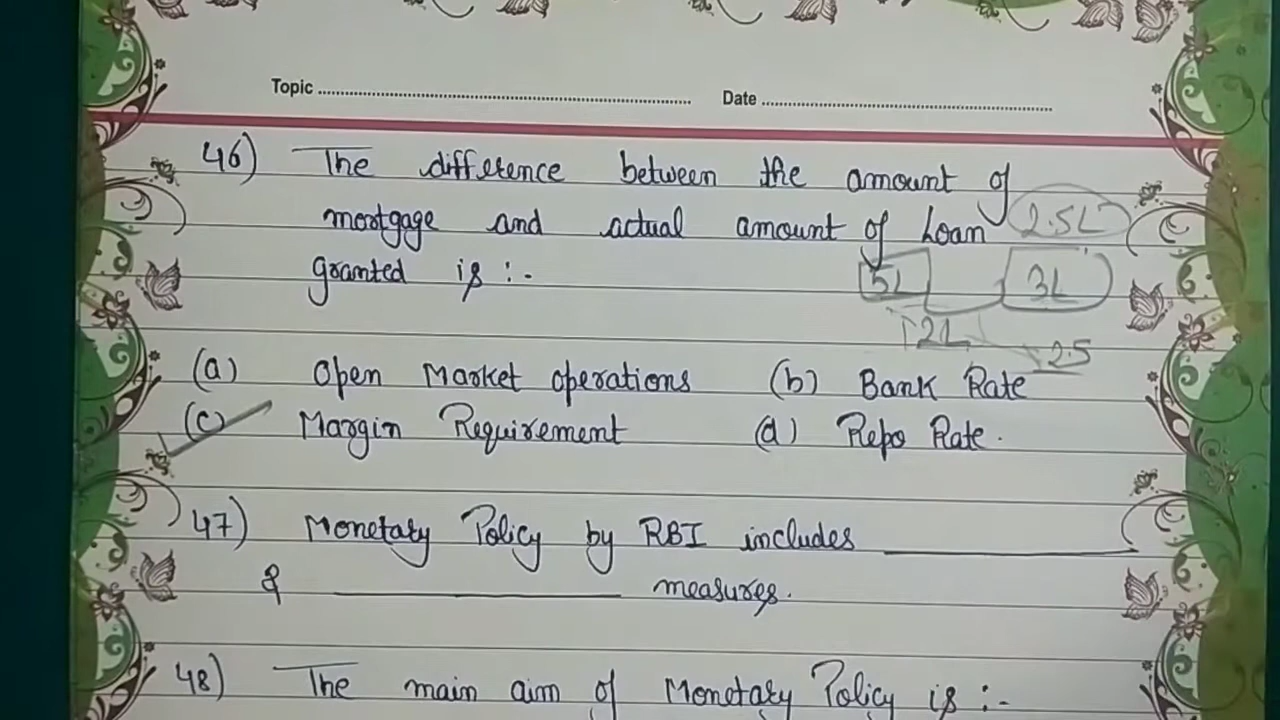 Topic ........................ Date ........................
46) The difference between the amount of
mortgage and actual amount of Loan 2.5L
granted is :-
5L 3L
2L
2.5
(a) Open Market operations (b) Bank Rate
(c) Margin Requirement (d) Repo Rate.
47) Monetary Policy by RBI includes ____________
& ____________ measures.
48) The main aim of Monetary Policy is :-